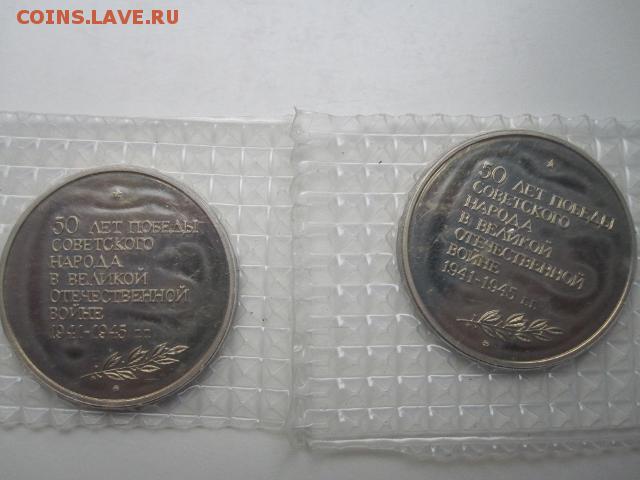 COINS.LAVE.RU
50 ЛЕТ ПОБЕДЫ
СОВЕТСКОГО
НАРОДА
В ВЕЛИКОЙ
ОТЕЧЕСТВЕННОЙ
ВОЙНЕ
1941-1945 гг.
50 ЛЕТ ПОБЕДЫ
СОВЕТСКОГО
НАРОДА
В ВЕЛИКОЙ
ОТЕЧЕСТВЕННОЙ
ВОЙНЕ
1941-1945 гг.